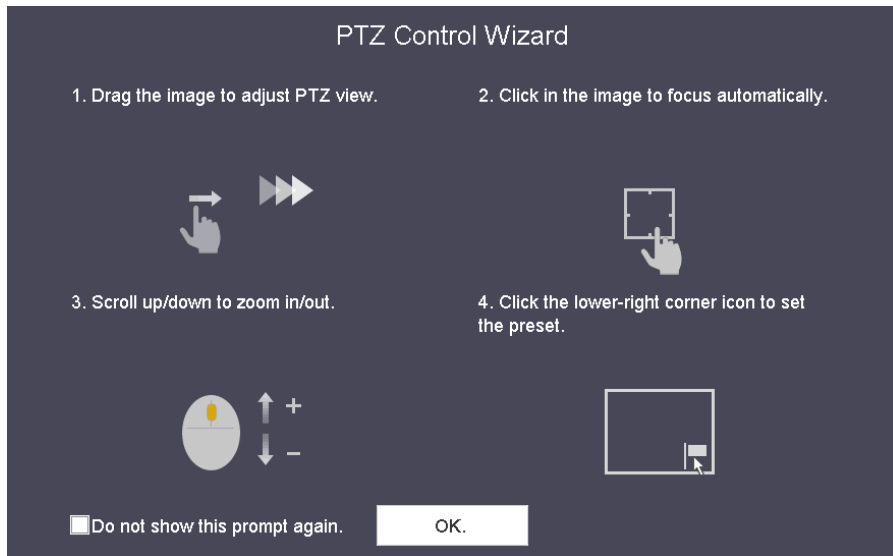 PTZ Control Wizard
1. Drag the image to adjust PTZ view.
2. Click in the image to focus automatically.
3. Scroll up/down to zoom in/out.
4. Click the lower-right corner icon to set
the preset.
Do not show this prompt again.
OK.